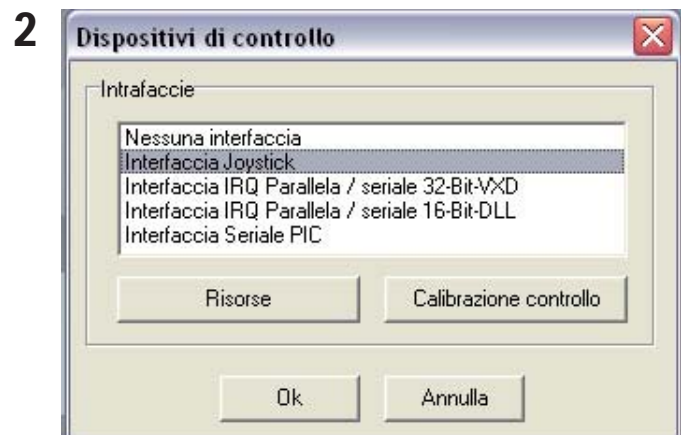 2
Dispositivi di controllo
Intrafaccie
Nessuna interfaccia
Interfaccia Joystick
Interfaccia IRQ Parallela / seriale 32-Bit-VXD
Interfaccia IRQ Parallela / seriale 16-Bit-DLL
Interfaccia Seriale PIC
Risorse Calibrazione controllo
Ok Annulla